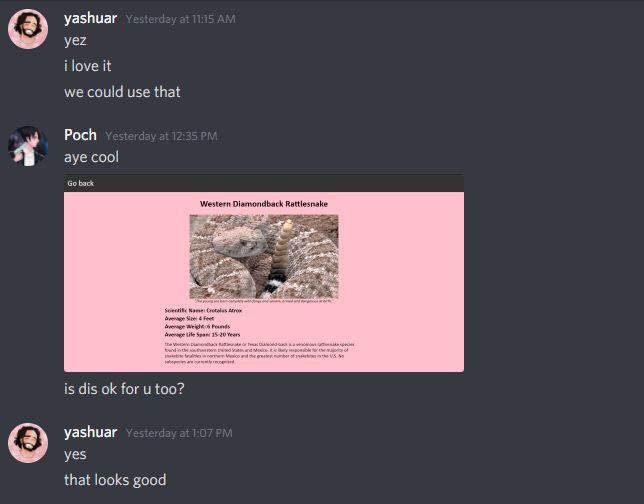 yashuar Yesterday at 11:15 AM
yez
i love it
we could use that
Poch Yesterday at 12:35 PM
aye cool
Go back
Western Diamondback Rattlesnake
"The young are born complete with fangs and venom, armed and dangerous at birth."
Scientific Name: Crotalus Atrox
Average Size: 4 Feet
Average Weight: 6 Pounds
Average Life Span: 15-20 Years
The Western Diamondback Rattlesnake or Texas Diamond-back is a venomous rattlesnake species
found in the southwestern United States and Mexico. It is likely responsible for the majority of
snakebite fatalities in northern Mexico and the greatest number of snakebites in the U.S. No
subspecies are currently recognized.
is dis ok for u too?
yashuar Yesterday at 1:07 PM
yes
that looks good